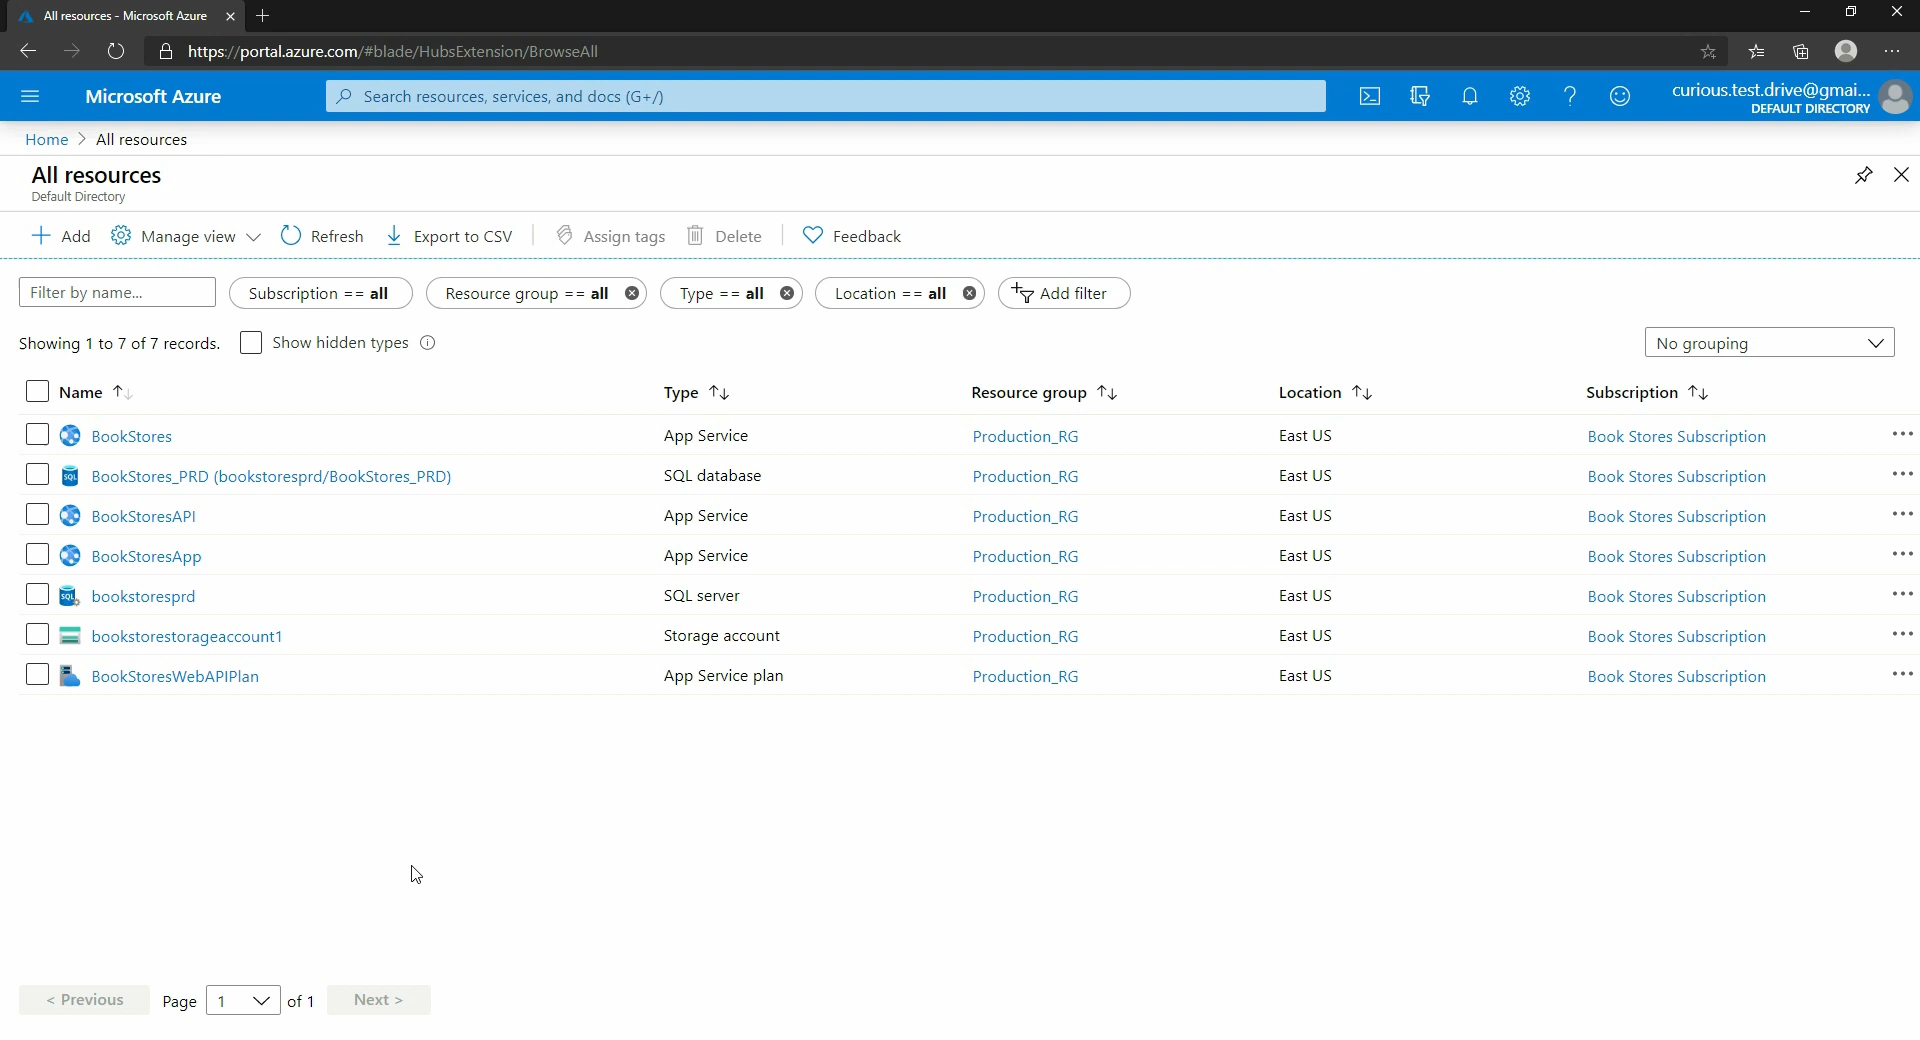 All resources - Microsoft Azure
https://portal.azure.com/#blade/HubsExtension/BrowseAll
Microsoft Azure
Search resources, services, and docs (G+/)
curious.test.drive@gmai...
DEFAULT DIRECTORY
Home > All resources
All resources
Default Directory
Add Manage view Refresh Export to CSV Assign tags Delete Feedback
Filter by name... Subscription == all Resource group == all Type == all Location == all Add filter
Showing 1 to 7 of 7 records. Show hidden types No grouping
Name Type Resource group Location Subscription
BookStores App Service Production_RG East US Book Stores Subscription ...
BookStores_PRD (bookstoresprd/BookStores_PRD) SQL database Production_RG East US Book Stores Subscription ...
BookStoresAPI App Service Production_RG East US Book Stores Subscription ...
BookStoresApp App Service Production_RG East US Book Stores Subscription ...
bookstoresprd SQL server Production_RG East US Book Stores Subscription ...
bookstorestorageaccount1 Storage account Production_RG East US Book Stores Subscription ...
BookStoresWebAPIPlan App Service plan Production_RG East US Book Stores Subscription ...
< Previous Page 1 of 1 Next >